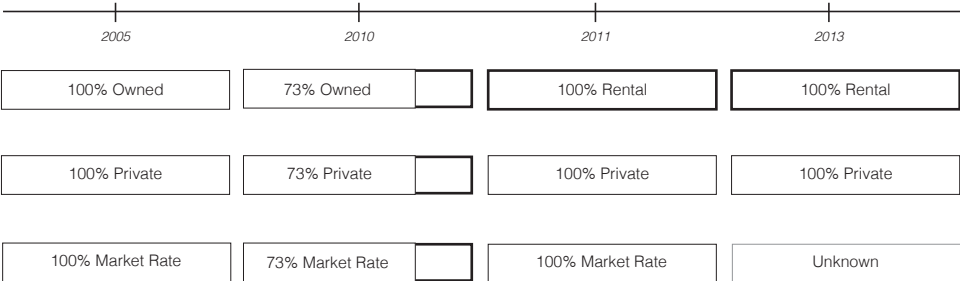 2005 2010 2011 2013
100% Owned 73% Owned 100% Rental 100% Rental
100% Private 73% Private 100% Private 100% Private
100% Market Rate 73% Market Rate 100% Market Rate Unknown